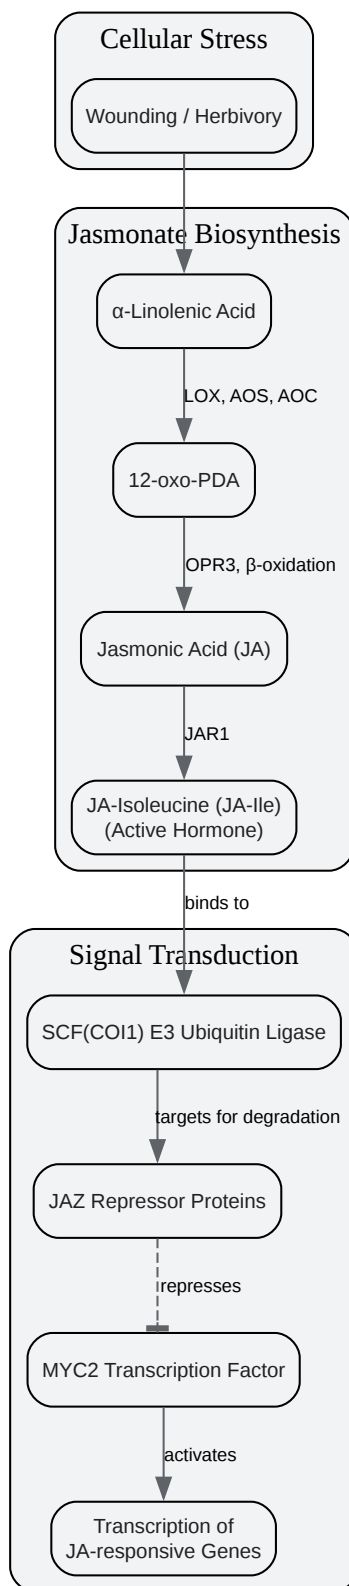 Cellular Stress
Wounding / Herbivory
Jasmonate Biosynthesis
α-Linolenic Acid
LOX, AOS, AOC
12-oxo-PDA
OPR3, β-oxidation
Jasmonic Acid (JA)
JAR1
JA-Isoleucine (JA-Ile)
(Active Hormone)
binds to
Signal Transduction
SCF(COI1) E3 Ubiquitin Ligase
targets for degradation
JAZ Repressor Proteins
represses
MYC2 Transcription Factor
activates
Transcription of
JA-responsive Genes